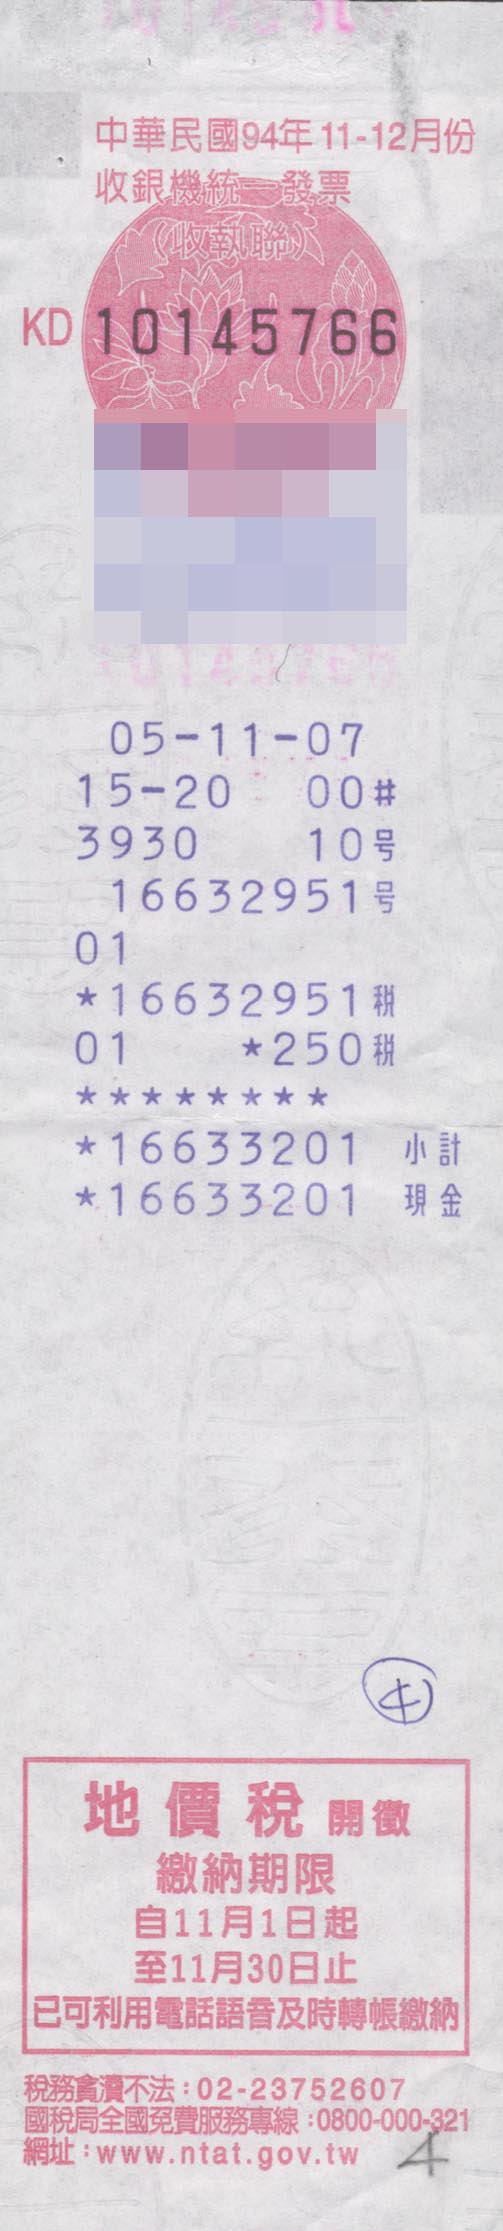 中華民國94年11-12月份
收銀機統一發票
（收執聯）
KD 10145766
05-11-07
15-20 00#
3930 10号
16632951号
01
*16632951税
01 *250税
********
*16633201 小計
*16633201 現金
4
地價稅開徵
繳納期限
自11月1日起
至11月30日止
已可利用電話語音及時轉帳繳納
稅務貪瀆不法：02-23752607
國稅局全國免費服務專線：0800-000-321
網址：www.ntat.gov.tw
4